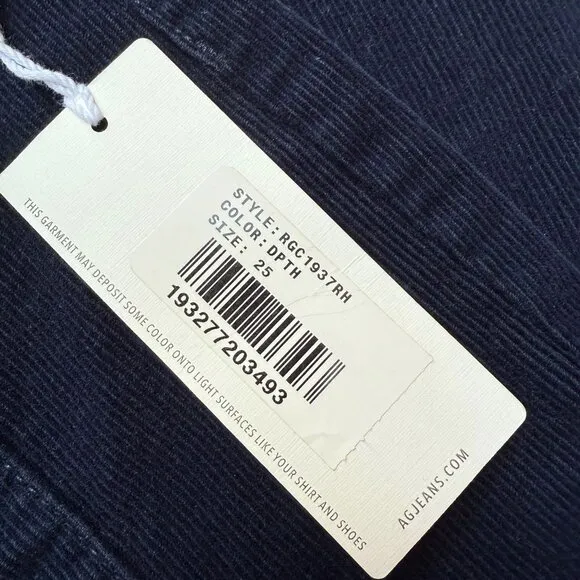 STYLE: RGC1937RH
COLOR: DPTH
SIZE: 25
193277203493
THIS GARMENT MAY DEPOSIT SOME COLOR ONTO LIGHT SURFACES LIKE YOUR SHIRT AND SHOES
AGJEANS.COM